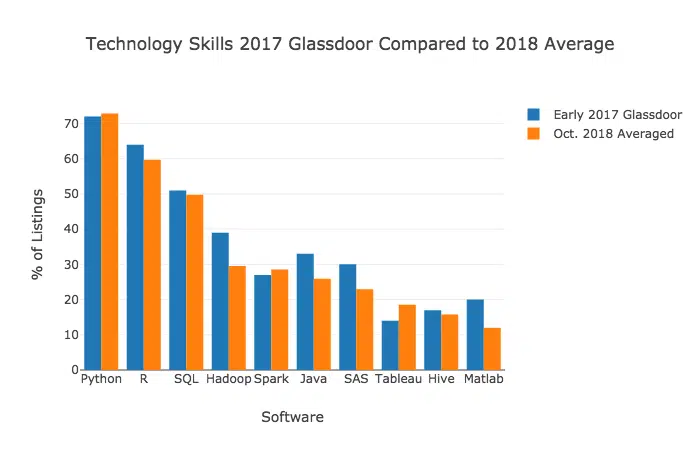 Technology Skills 2017 Glassdoor Compared to 2018 Average
Early 2017 Glassdoor
Oct. 2018 Averaged
% of Listings
70
60
50
40
30
20
10
0
Python R SQL Hadoop Spark Java SAS Tableau Hive Matlab
Software